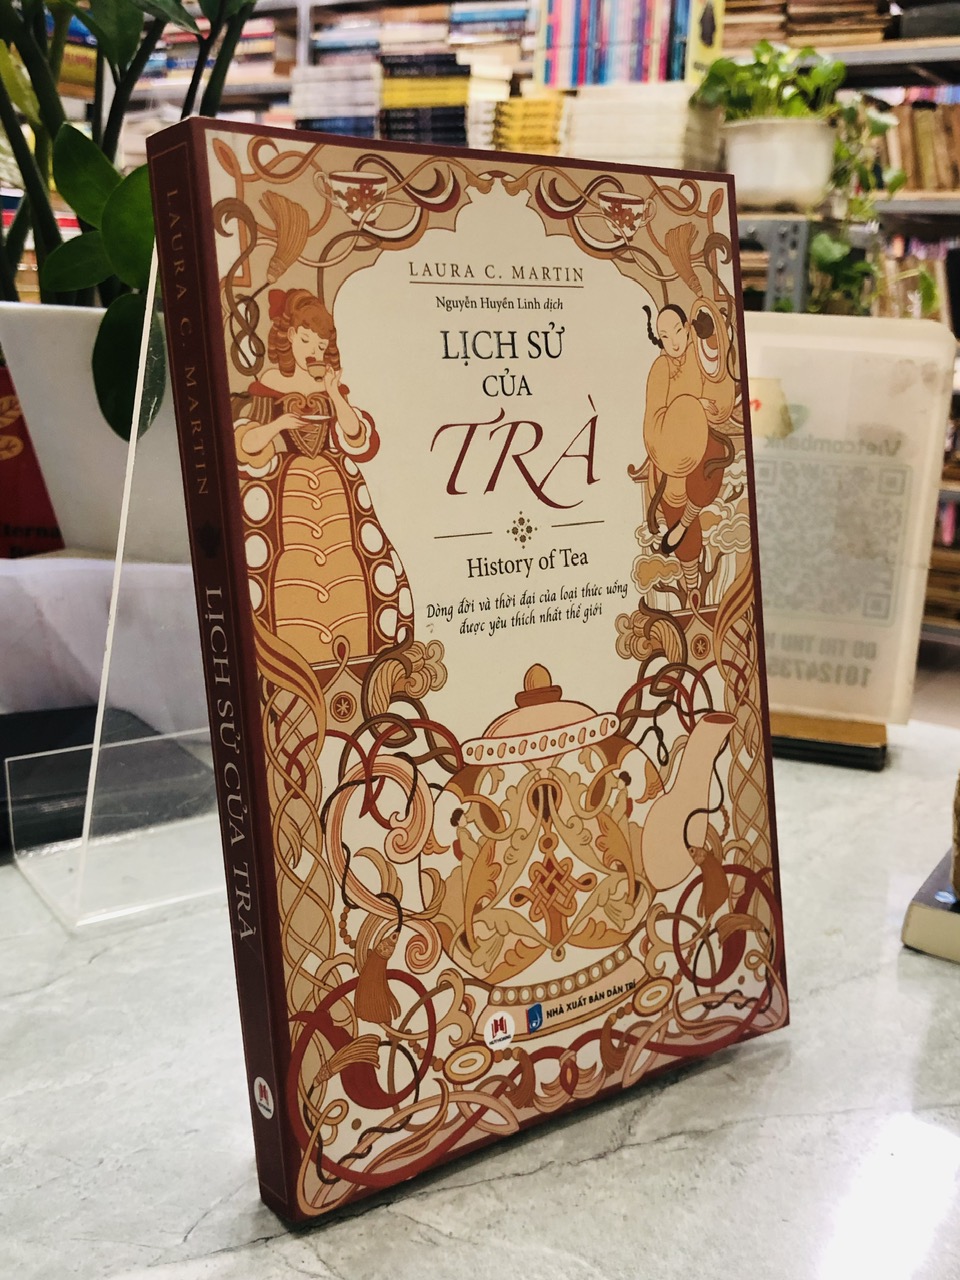 LAURA C. MARTIN
Nguyễn Huyền Linh dịch
LỊCH SỬ
CỦA
TRÀ
History of Tea
Dòng đời và thời đại của loại thức uống
được yêu thích nhất thế giới
NHÀ XUẤT BẢN DÂN TRÍ
LAURA C. MARTIN
LỊCH SỬ CỦA TRÀ
Vietcombank